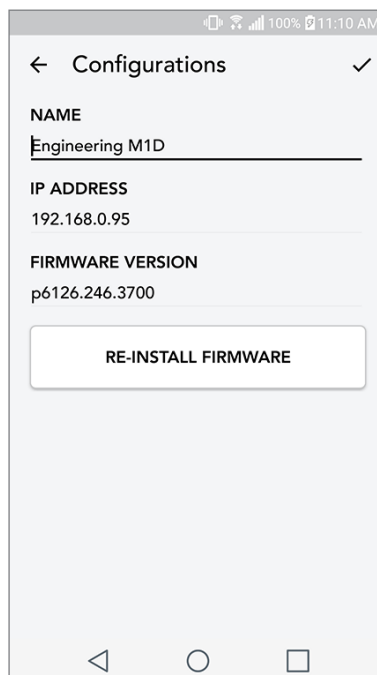 100% 11:10 AM
Configurations
NAME
Engineering M1D
IP ADDRESS
192.168.0.95
FIRMWARE VERSION
p6126.246.3700
RE-INSTALL FIRMWARE